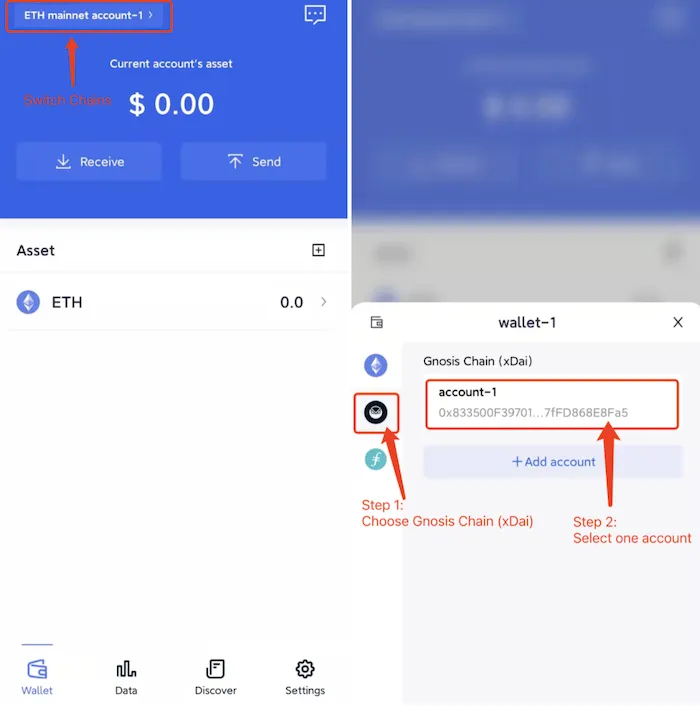 ETH mainnet account-1 >
Switch Chains
Current account's asset
$ 0.00
Receive
Send
Asset
ETH
0.0
Wallet
Data
Discover
Settings
wallet-1
Gnosis Chain (xDai)
account-1
0x833500F39701...7fFD868E8Fa5
+ Add account
Step 1:
Choose Gnosis Chain (xDai)
Step 2:
Select one account